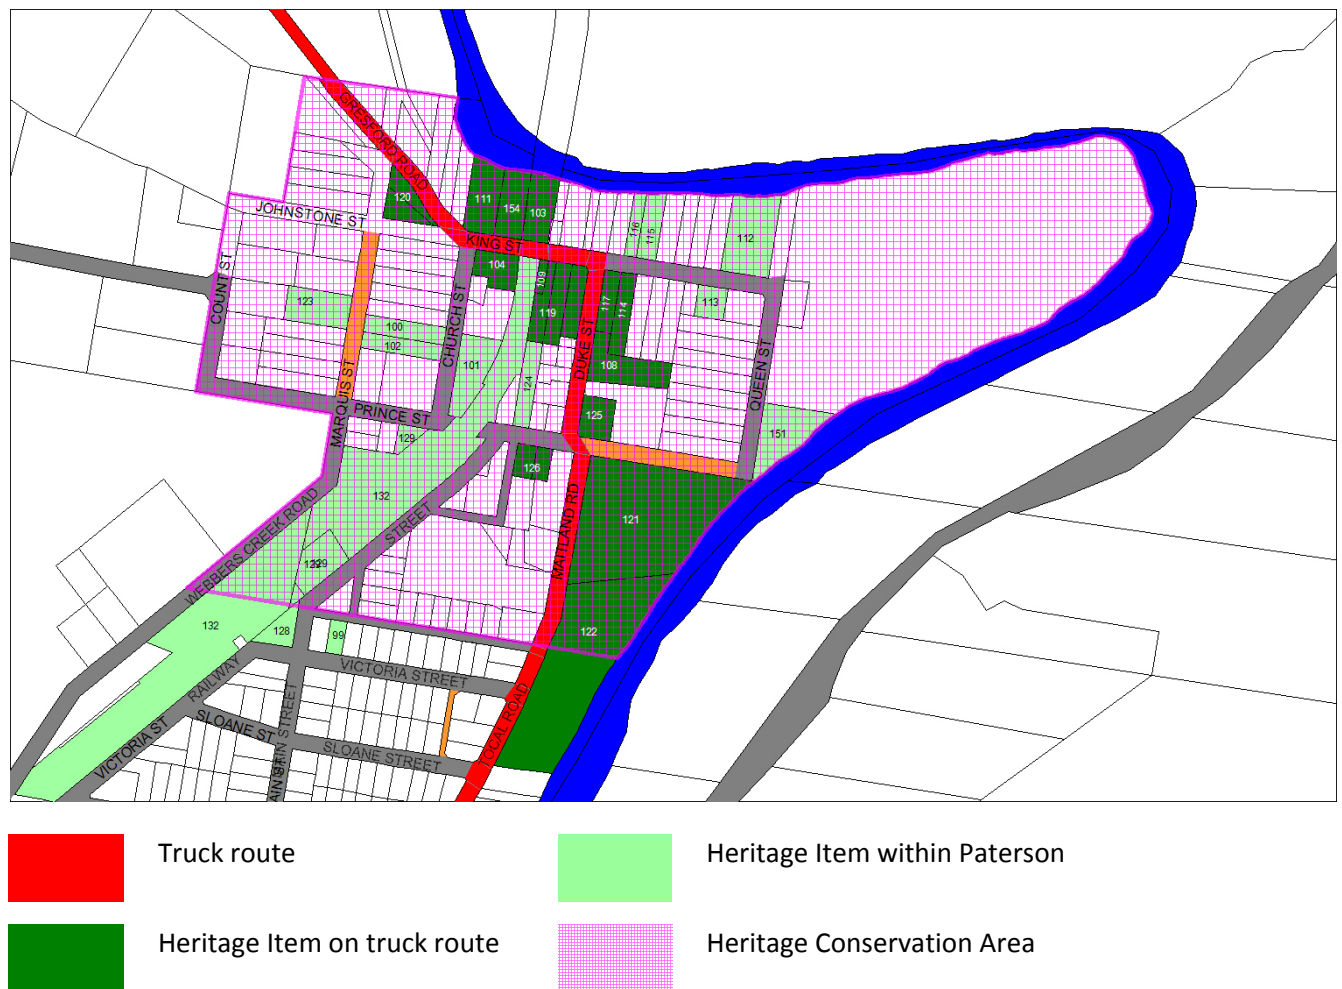 GRESFORD ROAD
120
111
154
103
JOHNSTONE ST
KING ST
116
115
112
104
109
COUNT ST
123
119
117
114
113
100
102
CHURCH ST
DUKE ST
101
108
QUEEN ST
124
MARQUIS ST
PRINCE ST
125
129
151
126
132
STREET
121
MAITLAND RD
WEBBERS CREEK ROAD
129
132
128
99
122
VICTORIA STREET
RAILWAY
TOCAL ROAD
SLOANE ST
MAIN STREET
SLOANE STREET
VICTORIA ST
Truck route
Heritage Item within Paterson
Heritage Item on truck route
Heritage Conservation Area